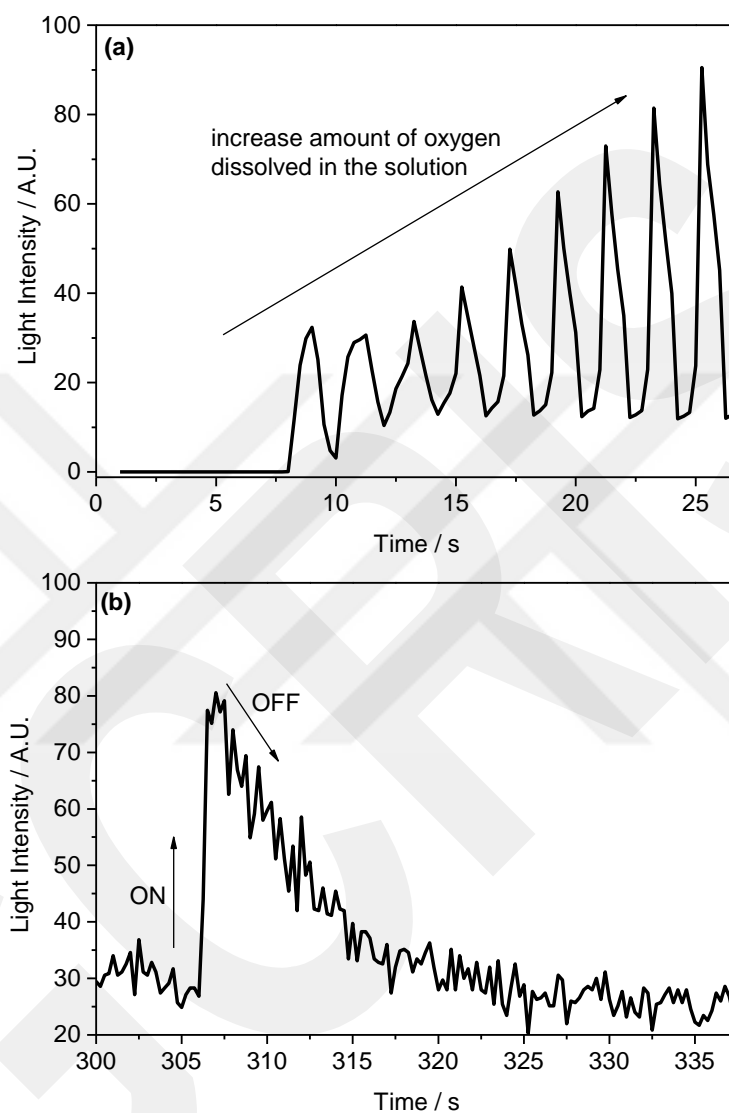 (a)
100
80
60
40
20
0
Light Intensity / A.U.
increase amount of oxygen
dissolved in the solution
0 5 10 15 20 25
Time / s
(b)
100
90
80
70
60
50
40
30
20
Light Intensity / A.U.
OFF
ON
300 305 310 315 320 325 330 335
Time / s